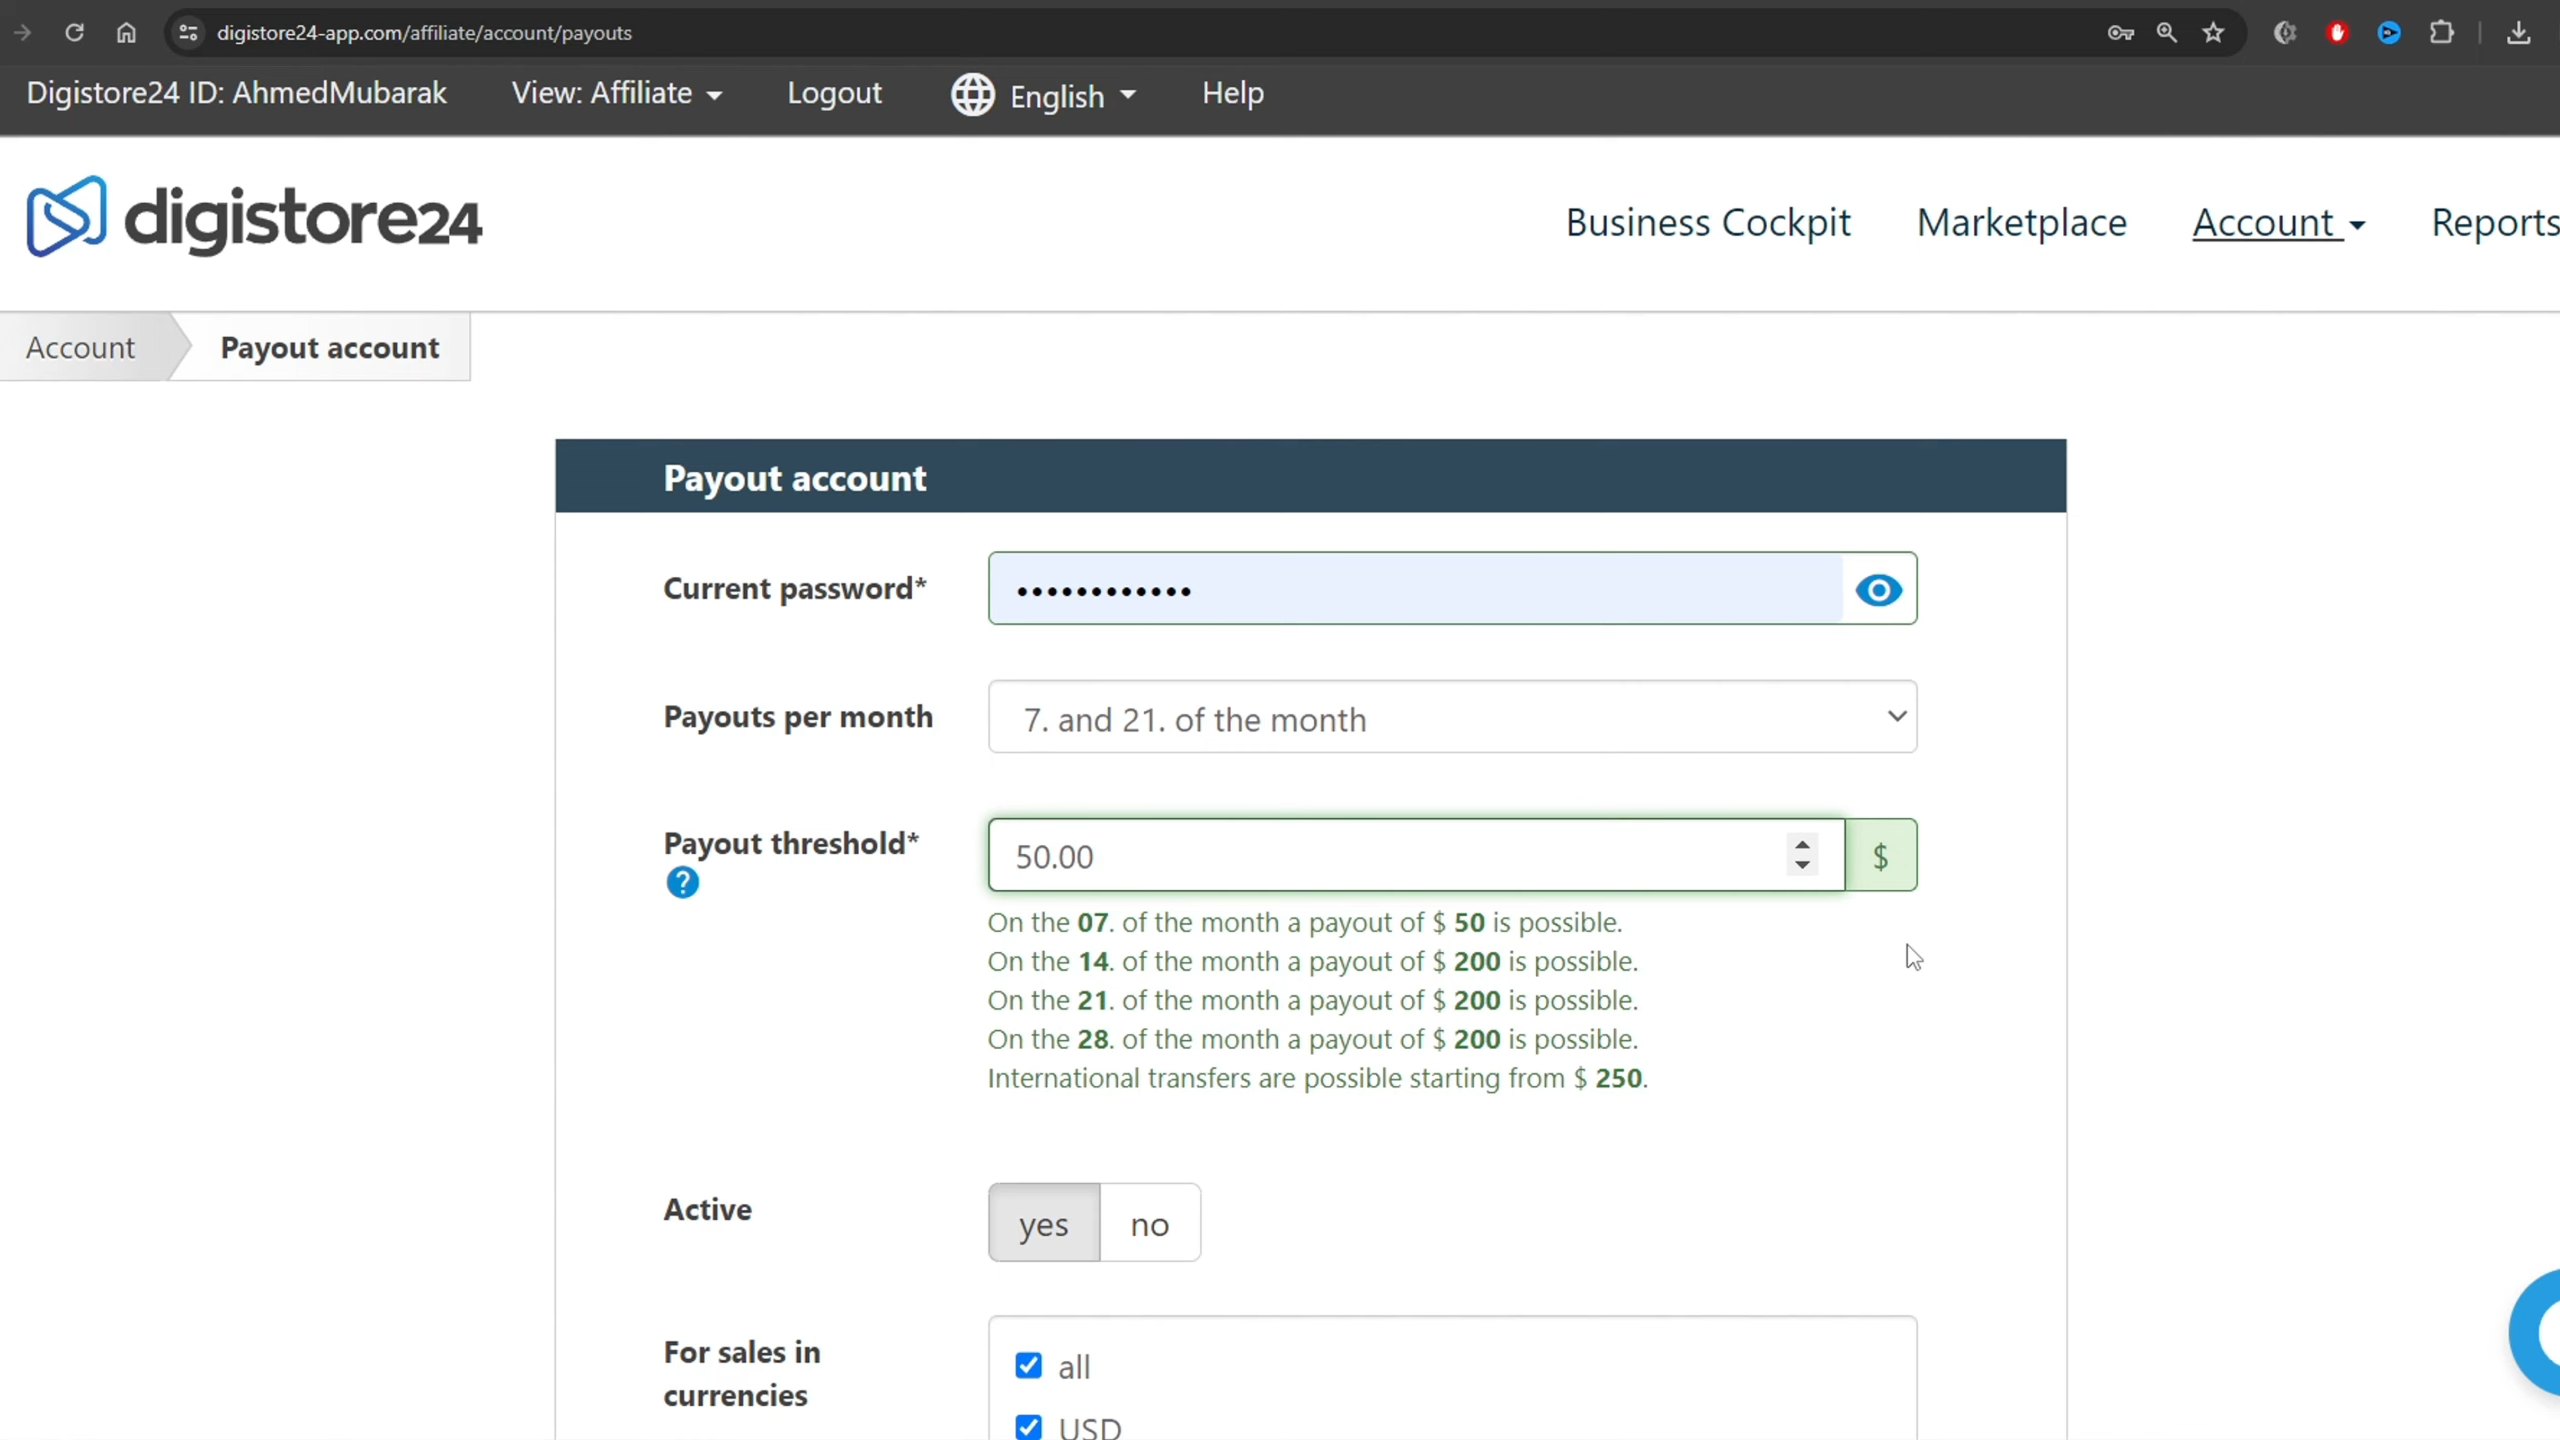 digistore24-app.com/affiliate/account/payouts
Digistore24 ID: AhmedMubarak View: Affiliate Logout English Help
digistore24 Business Cockpit Marketplace Account Reports
Account Payout account
Payout account
Current password* ••••••••••••
Payouts per month 7. and 21. of the month
Payout threshold* 50.00 $
?
On the 07. of the month a payout of $ 50 is possible.
On the 14. of the month a payout of $ 200 is possible.
On the 21. of the month a payout of $ 200 is possible.
On the 28. of the month a payout of $ 200 is possible.
International transfers are possible starting from $ 250.
Active yes no
For sales in
currencies
all
USD